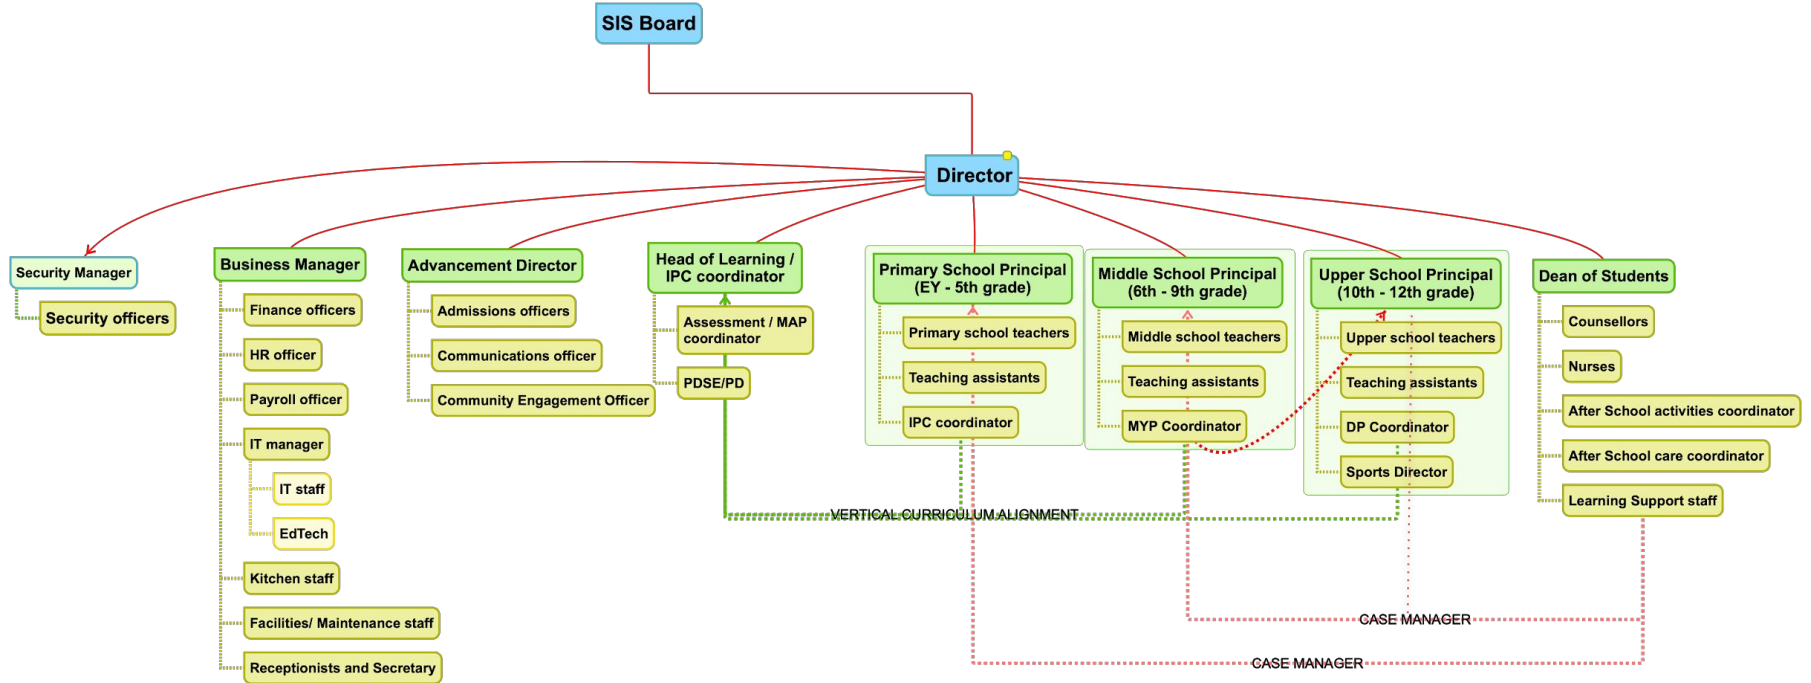 SIS Board
Director
Security Manager
Security officers
Business Manager
Finance officers
HR officer
Payroll officer
IT manager
IT staff
EdTech
Kitchen staff
Facilities/ Maintenance staff
Receptionists and Secretary
Advancement Director
Admissions officers
Communications officer
Community Engagement Officer
Head of Learning /
IPC coordinator
Assessment / MAP
coordinator
PDSE/PD
Primary School Principal
(EY - 5th grade)
Primary school teachers
Teaching assistants
IPC coordinator
Middle School Principal
(6th - 9th grade)
Middle school teachers
Teaching assistants
MYP Coordinator
Upper School Principal
(10th - 12th grade)
Upper school teachers
Teaching assistants
DP Coordinator
Sports Director
Dean of Students
Counsellors
Nurses
After School activities coordinator
After School care coordinator
Learning Support staff
VERTICAL CURRICULUM ALIGNMENT
CASE MANAGER
CASE MANAGER